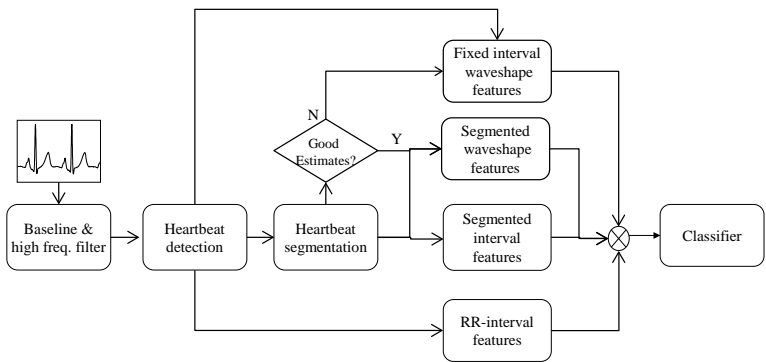 Fixed interval
waveshape
features
N
Good
Estimates?
Y
Segmented
waveshape
features
Baseline &
high freq. filter
Heartbeat
detection
Heartbeat
segmentation
Segmented
interval
features
Classifier
RR-interval
features